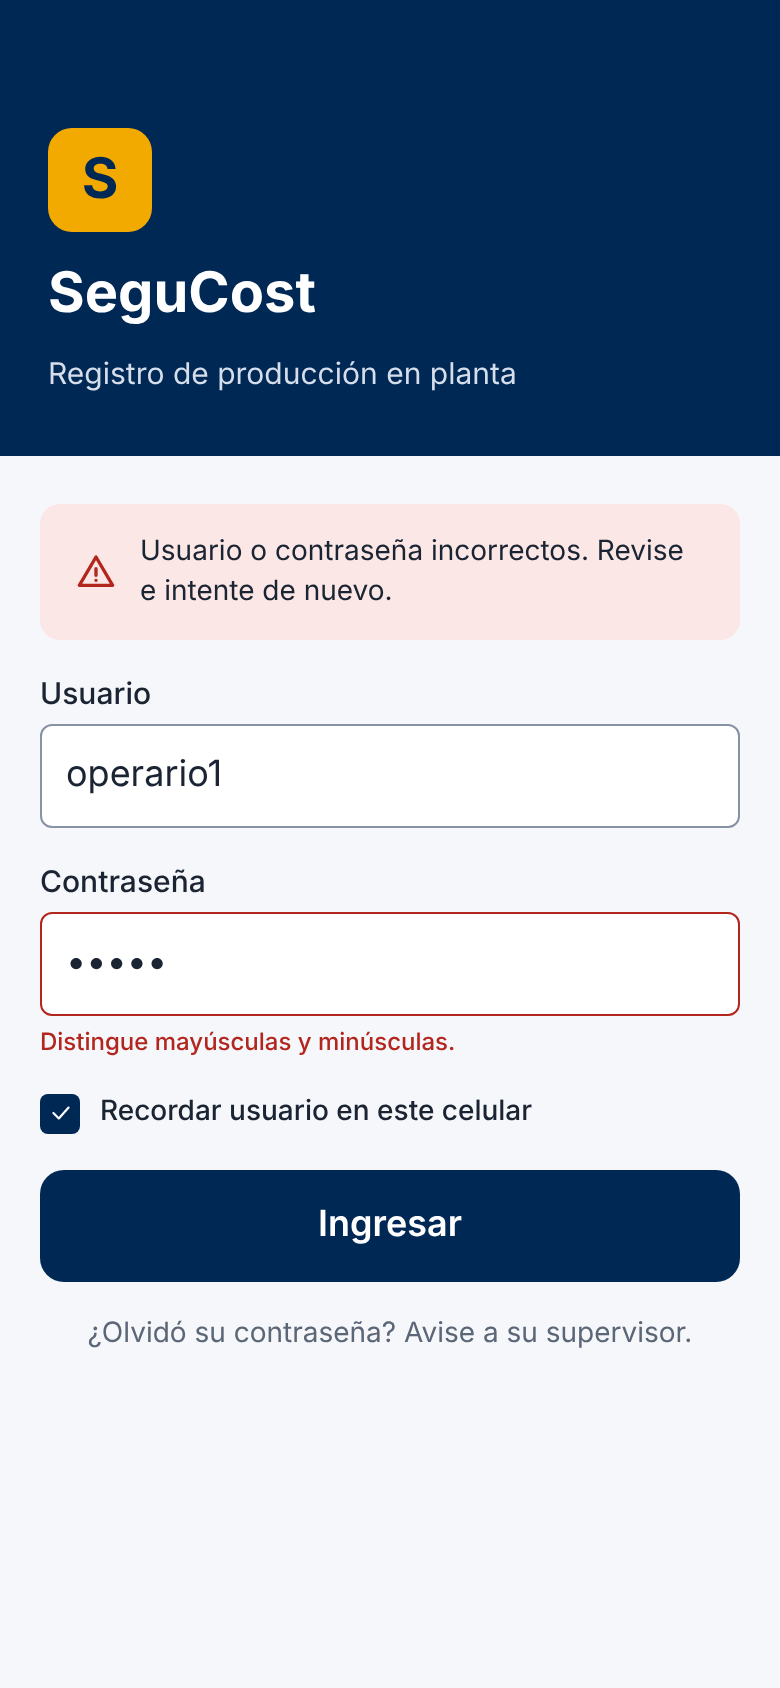 S
SeguCost
Registro de producción en planta
Usuario o contraseña incorrectos. Revise
e intente de nuevo.
Usuario
operario1
Contraseña
•••••
Distingue mayúsculas y minúsculas.
Recordar usuario en este celular
Ingresar
¿Olvidó su contraseña? Avise a su supervisor.